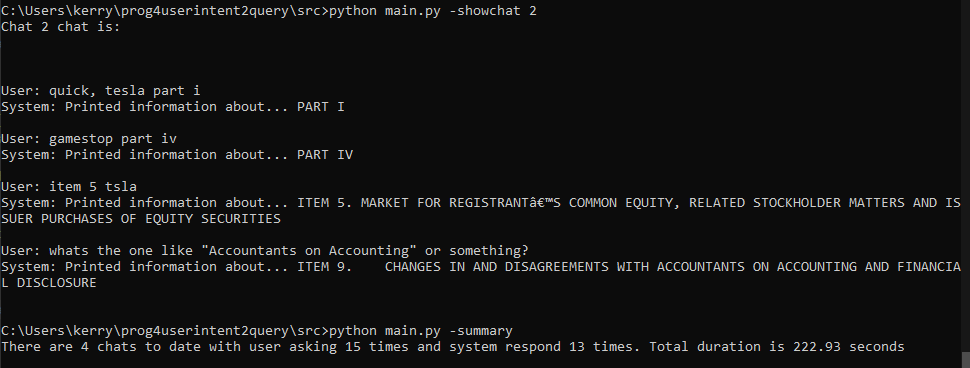 C:\Users\kerry\prog4userintent2query\src>python main.py -showchat 2
Chat 2 chat is:
User: quick, tesla part i
System: Printed information about... PART I
User: gamestop part iv
System: Printed information about... PART IV
User: item 5 tsla
System: Printed information about... ITEM 5. MARKET FOR REGISTRANTâ€™S COMMON EQUITY, RELATED STOCKHOLDER MATTERS AND IS
SUER PURCHASES OF EQUITY SECURITIES
User: whats the one like "Accountants on Accounting" or something?
System: Printed information about... ITEM 9.    CHANGES IN AND DISAGREEMENTS WITH ACCOUNTANTS ON ACCOUNTING AND FINANCIA
L DISCLOSURE
C:\Users\kerry\prog4userintent2query\src>python main.py -summary
There are 4 chats to date with user asking 15 times and system respond 13 times. Total duration is 222.93 seconds